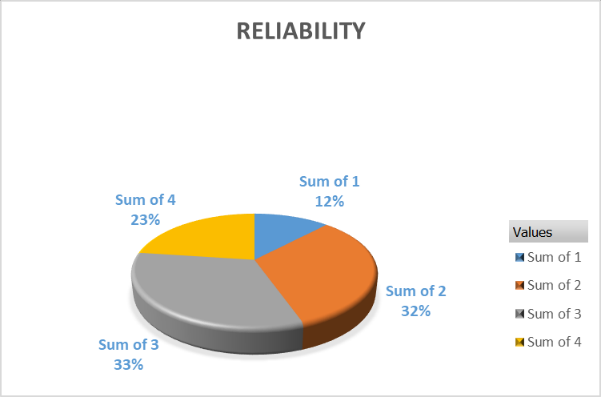 RELIABILITY
Sum of 1
12%
Sum of 4
23%
Sum of 2
32%
Sum of 3
33%
Values
Sum of 1
Sum of 2
Sum of 3
Sum of 4